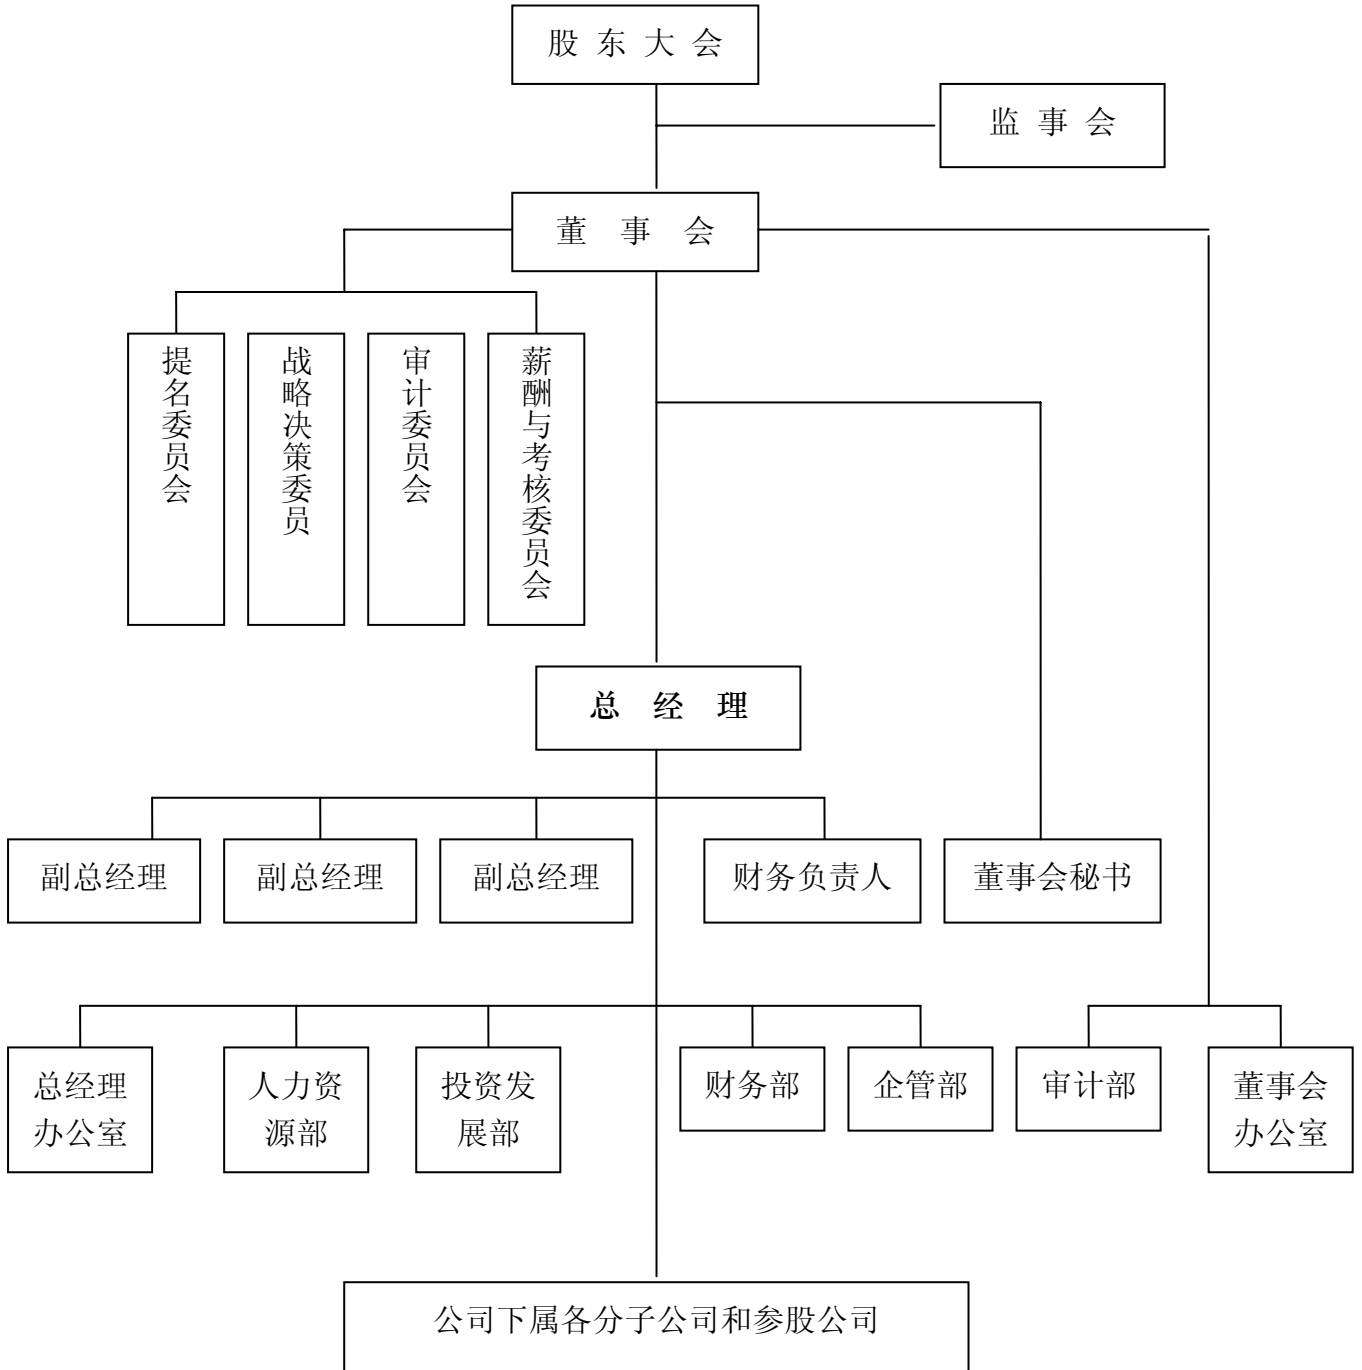 股东大会
监事会
董事会
提名委员会
战略决策委员
审计委员会
薪酬与考核委员会
总经理
副总经理
副总经理
副总经理
财务负责人
董事会秘书
总经理
办公室
人力资
源部
投资发
展部
财务部
企管部
审计部
董事会
办公室
公司下属各分子公司和参股公司